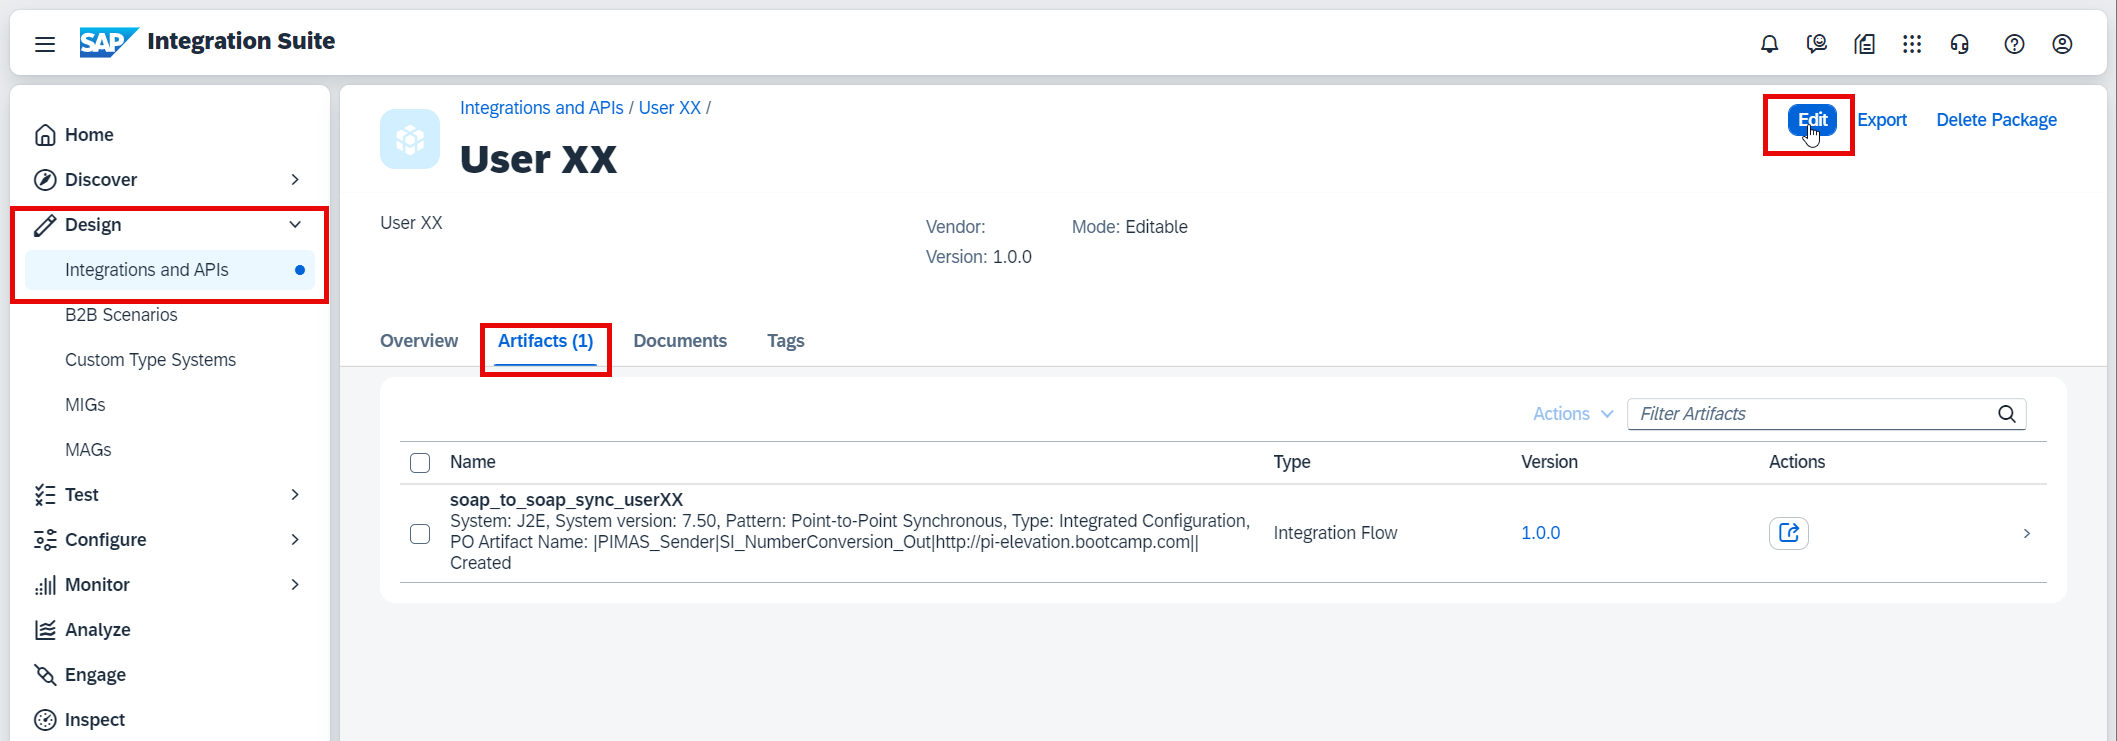 SAP Integration Suite
Home
Discover
Design
Integrations and APIs
B2B Scenarios
Custom Type Systems
MIGs
MAGs
Test
Configure
Monitor
Analyze
Engage
Inspect
Integrations and APIs / User XX /
User XX
Edit Export Delete Package
User XX
Vendor:
Version: 1.0.0
Mode: Editable
Overview Artifacts (1) Documents Tags
Actions Filter Artifacts
Name Type Version Actions
soap_to_soap_sync_userXX
System: J2E, System version: 7.50, Pattern: Point-to-Point Synchronous, Type: Integrated Configuration,
PO Artifact Name: |PIMAS_Sender|SI_NumberConversion_Out|http://pi-elevation.bootcamp.com||
Created
Integration Flow
1.0.0